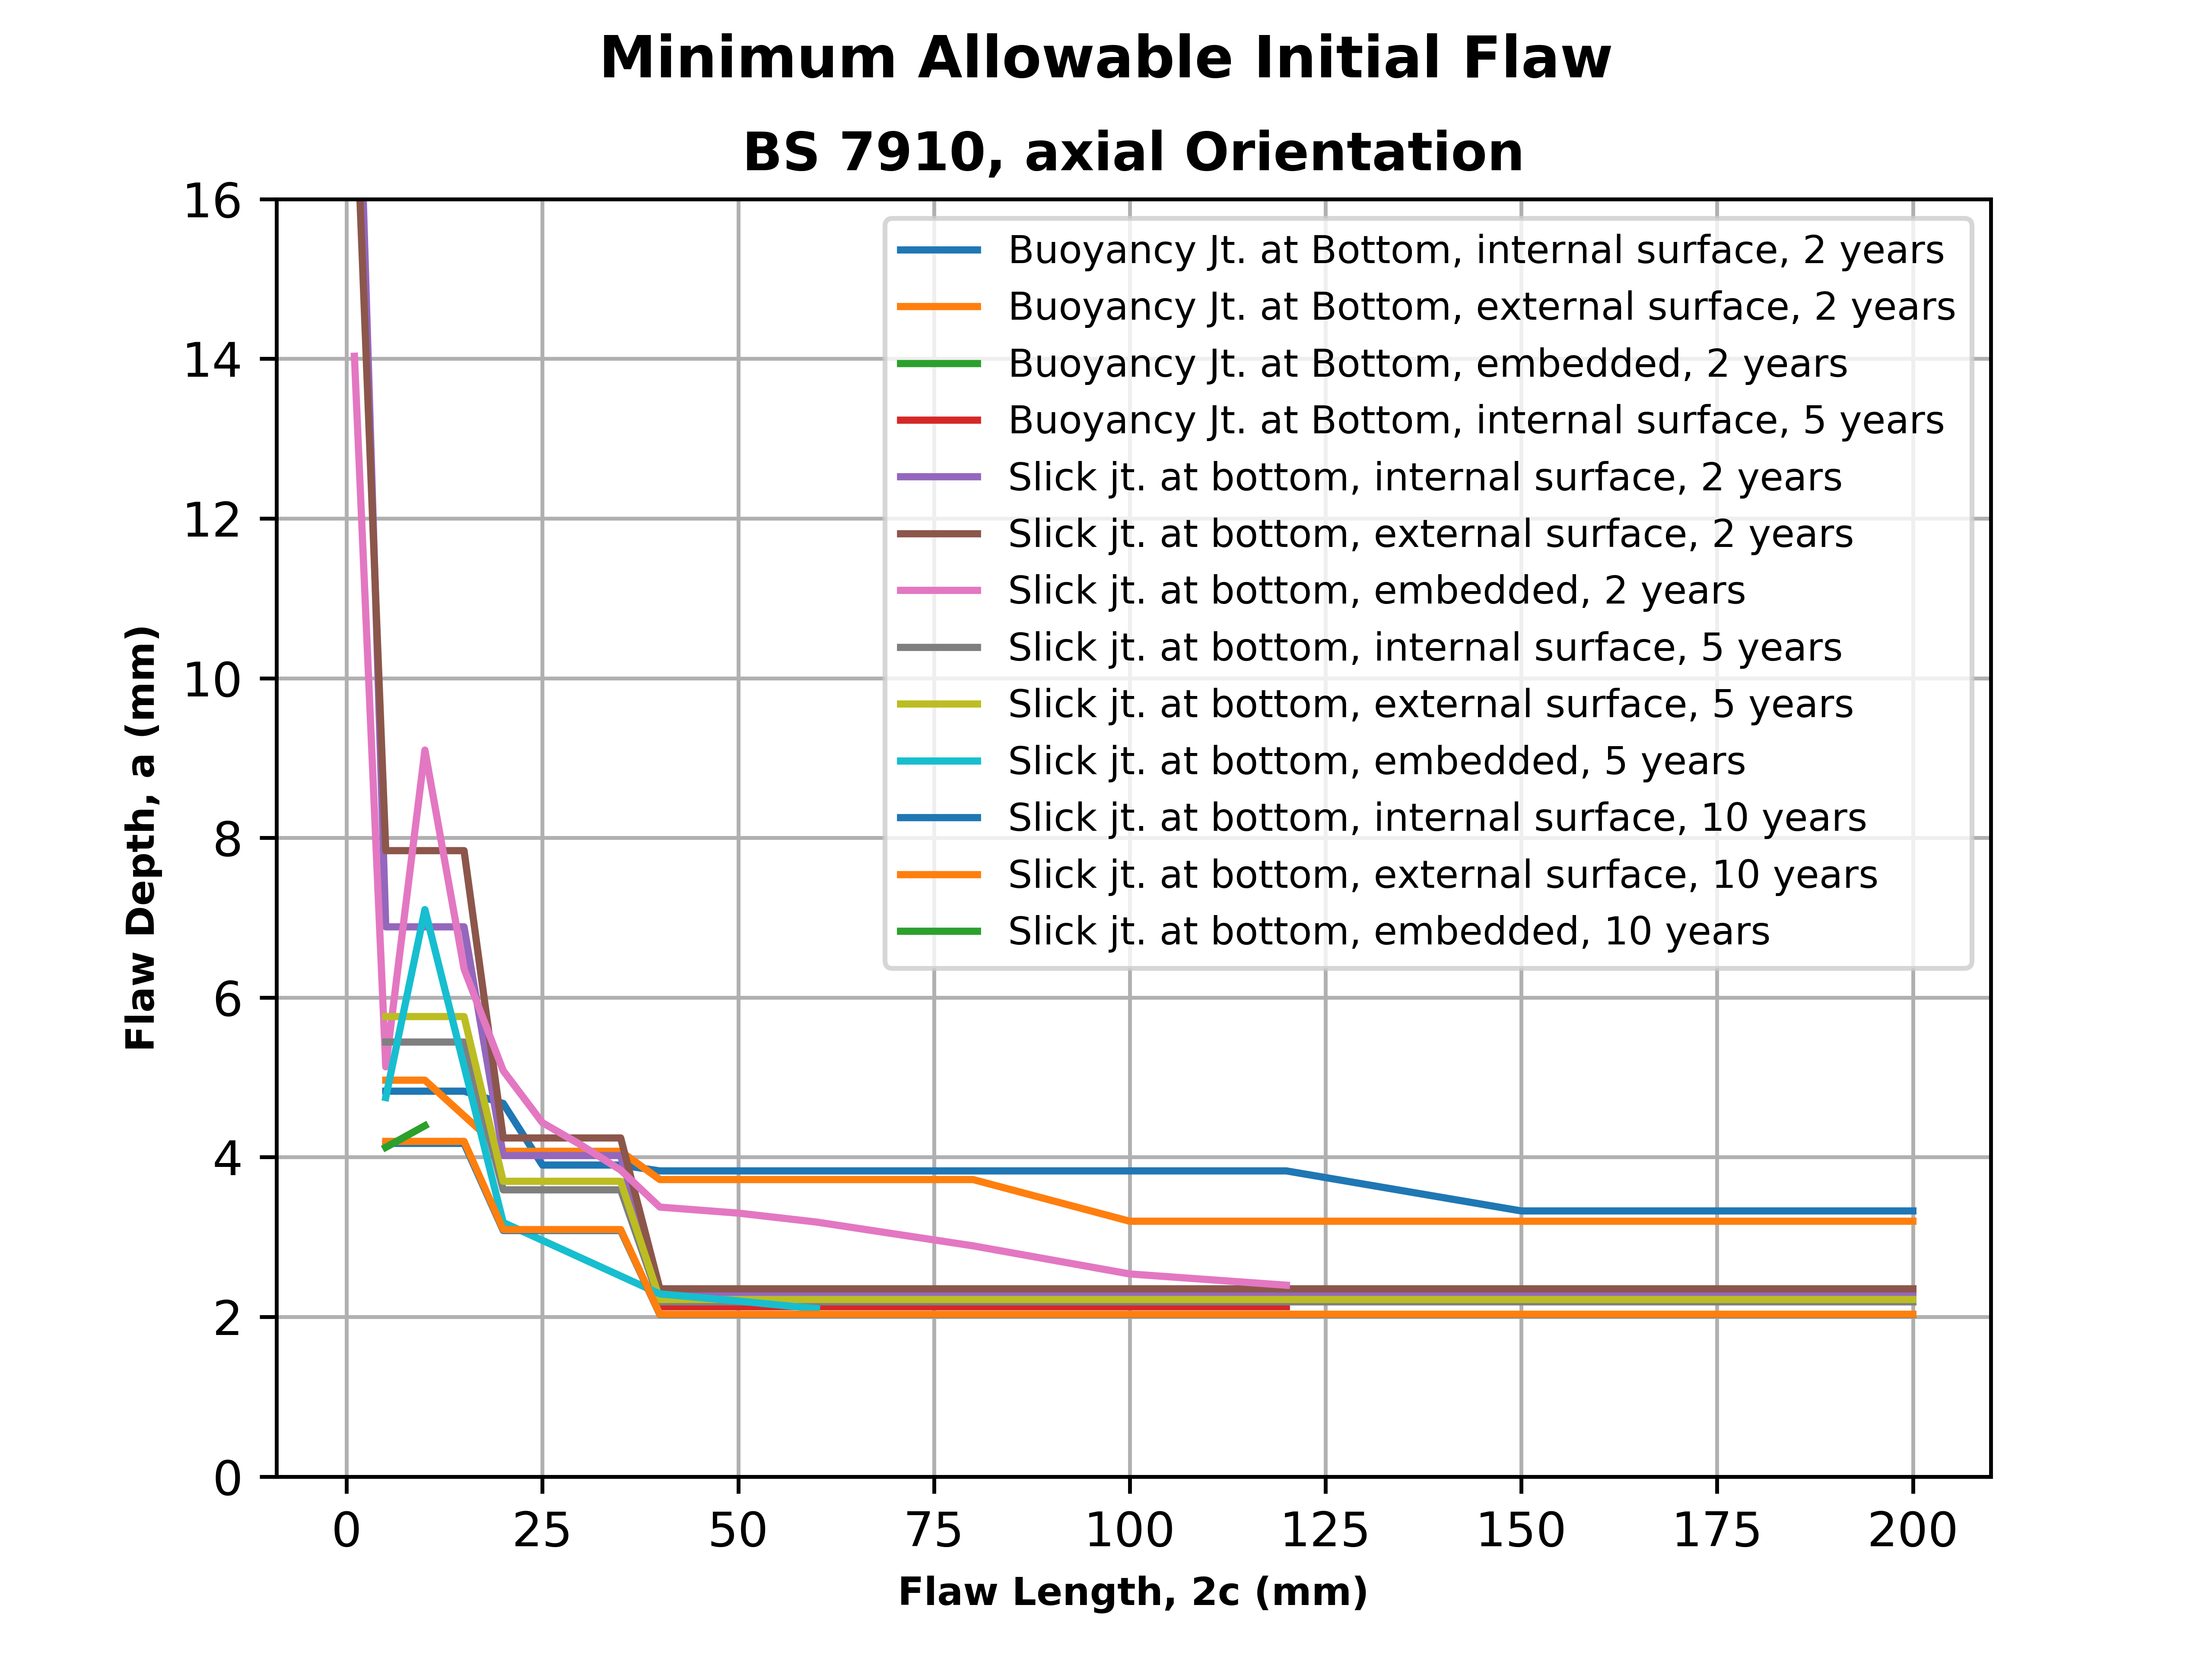 Minimum Allowable Initial Flaw
BS 7910, axial Orientation
16
14
12
10
8
6
4
2
0
Flaw Depth, a (mm)
Buoyancy Jt. at Bottom, internal surface, 2 years
Buoyancy Jt. at Bottom, external surface, 2 years
Buoyancy Jt. at Bottom, embedded, 2 years
Buoyancy Jt. at Bottom, internal surface, 5 years
Slick jt. at bottom, internal surface, 2 years
Slick jt. at bottom, external surface, 2 years
Slick jt. at bottom, embedded, 2 years
Slick jt. at bottom, internal surface, 5 years
Slick jt. at bottom, external surface, 5 years
Slick jt. at bottom, embedded, 5 years
Slick jt. at bottom, internal surface, 10 years
Slick jt. at bottom, external surface, 10 years
Slick jt. at bottom, embedded, 10 years
0 25 50 75 100 125 150 175 200
Flaw Length, 2c (mm)